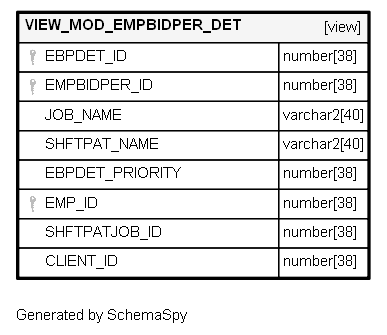 VIEW_MOD_EMPBIDPER_DET [view]
EBPDET_ID number[38]
EMPBIDPER_ID number[38]
JOB_NAME varchar2[40]
SHFTPAT_NAME varchar2[40]
EBPDET_PRIORITY number[38]
EMP_ID number[38]
SHFTPATJOB_ID number[38]
CLIENT_ID number[38]
Generated by SchemaSpy